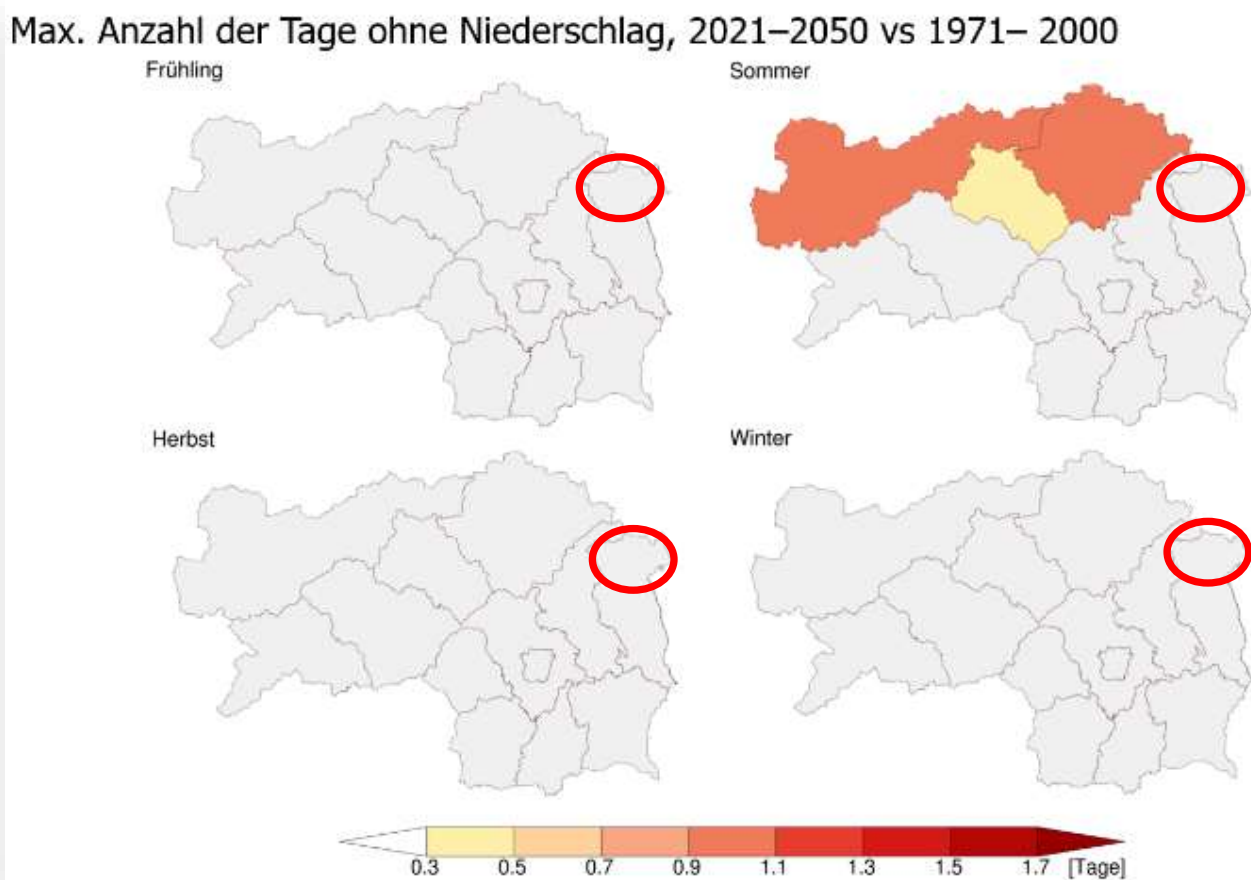 Max. Anzahl der Tage ohne Niederschlag, 2021–2050 vs 1971– 2000
Frühling
Sommer
Herbst
Winter
0.3 0.5 0.7 0.9 1.1 1.3 1.5 1.7 [Tage]